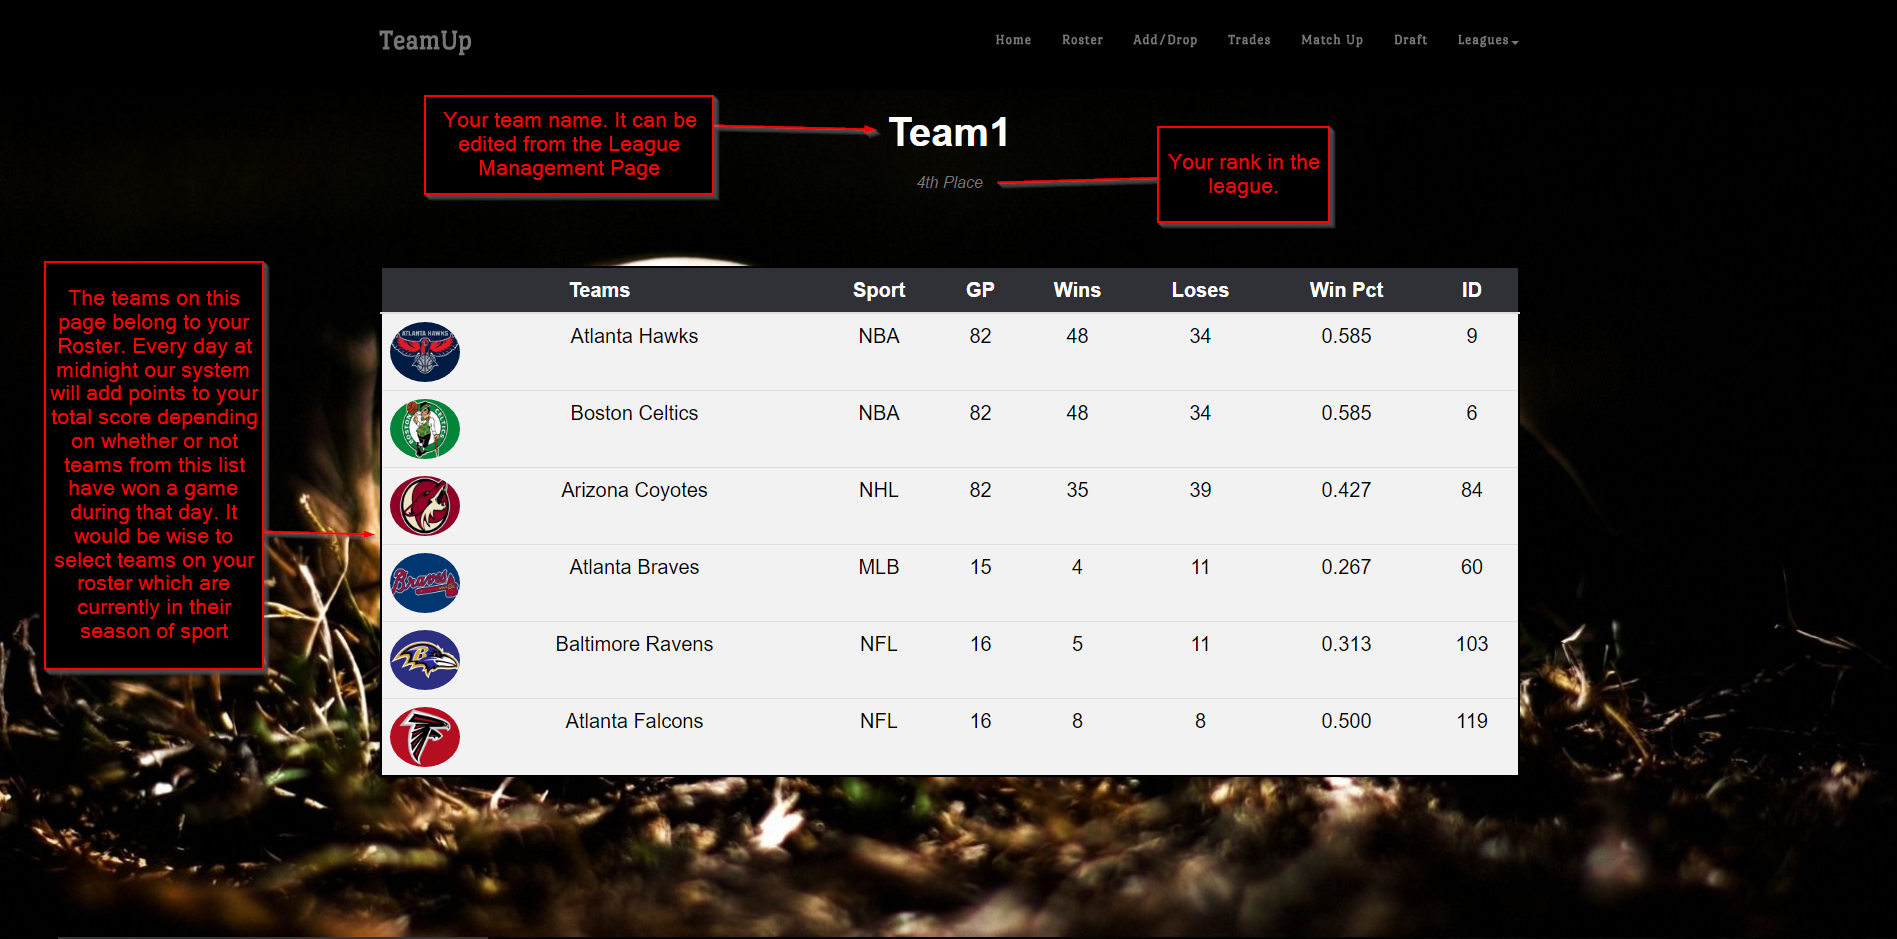 TeamUp
Home Roster Add/Drop Trades Match Up Draft Leagues
Your team name. It can be
edited from the League
Management Page
Team1
4th Place
Your rank in the
league.
The teams on this
page belong to your
Roster. Every day at
midnight our system
will add points to your
total score depending
on whether or not
teams from this list
have won a game
during that day. It
would be wise to
select teams on your
roster which are
currently in their
season of sport
Teams Sport GP Wins Loses Win Pct ID
ATLANTA HAWKS
Atlanta Hawks NBA 82 48 34 0.585 9
BOSTON CELTICS
Boston Celtics NBA 82 48 34 0.585 6
Arizona Coyotes NHL 82 35 39 0.427 84
Braves
Atlanta Braves MLB 15 4 11 0.267 60
B
Baltimore Ravens NFL 16 5 11 0.313 103
Atlanta Falcons NFL 16 8 8 0.500 119